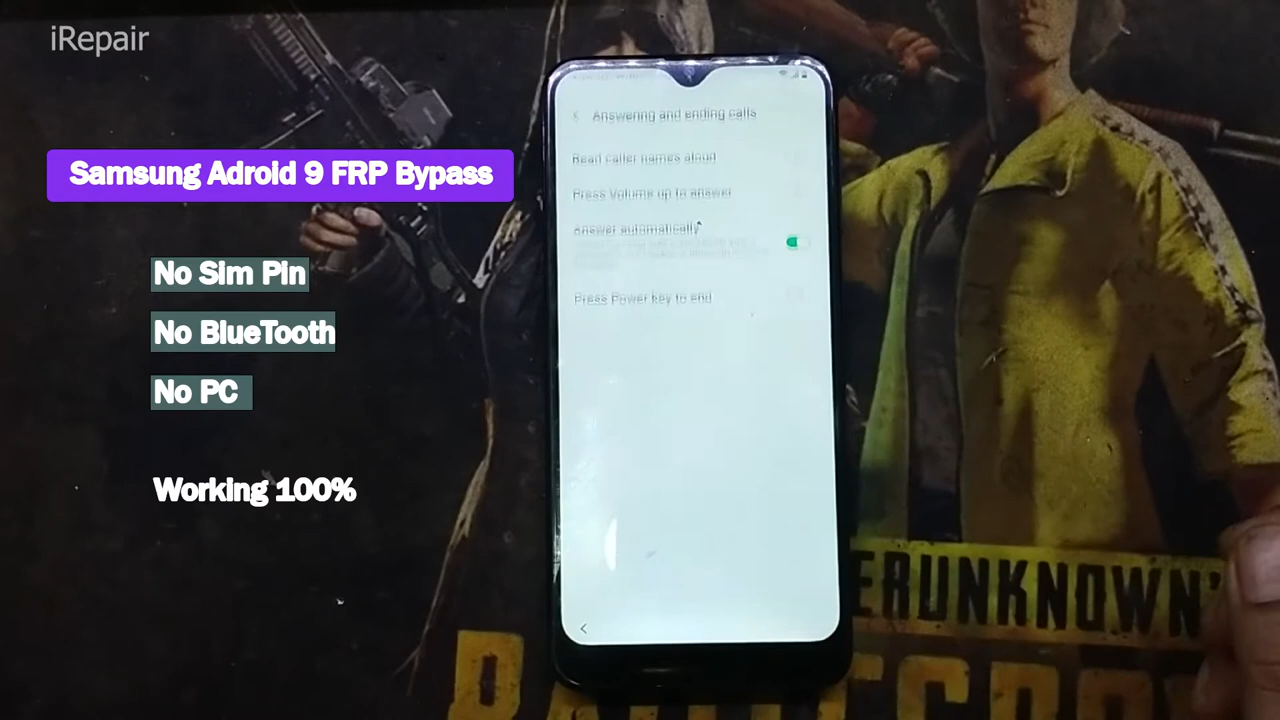 iRepair
Samsung Adroid 9 FRP Bypass
No Sim Pin
No BlueTooth
No PC
Working 100%
Answering and ending calls
Read caller names aloud
Press Volume up to answer
Answer automatically
Press Power key to end
ERUNKNOWN'